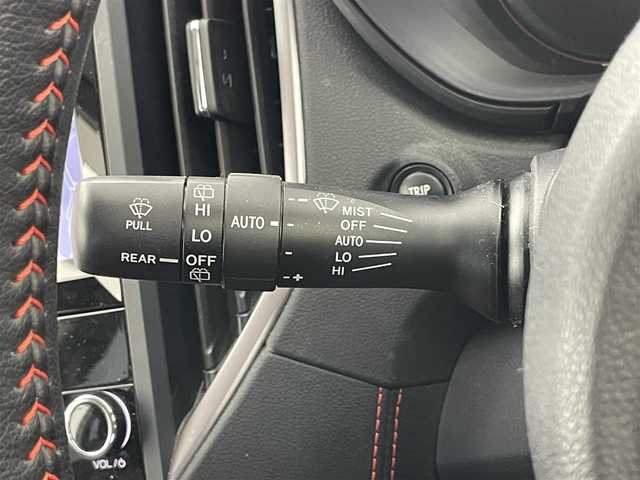 PULL
REAR
HI
LO
OFF
AUTO
- -
-
- +
MIST
OFF
AUTO
LO
HI
TRIP
VOL/